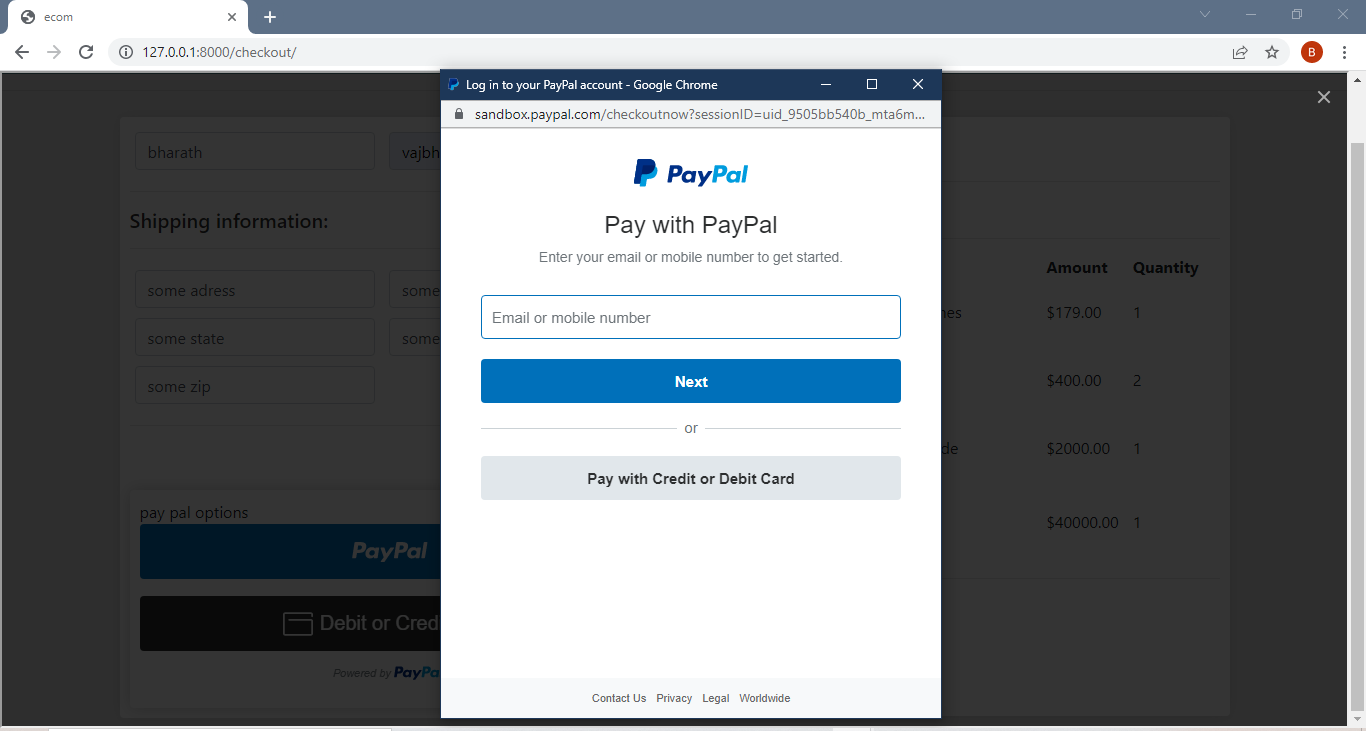 ecom
127.0.0.1:8000/checkout/
B
Log in to your PayPal account - Google Chrome
sandbox.paypal.com/checkoutnow?sessionID=uid_9505bb540b_mta6m...
PayPal
Pay with PayPal
Enter your email or mobile number to get started.
Email or mobile number
Next
or
Pay with Credit or Debit Card
Contact Us Privacy Legal Worldwide
bharath vajbh
Shipping information:
some adress some
some state some
some zip
pay pal options
PayPal
Debit or Cred
Powered by PayPa
Amount Quantity
nes $179.00 1
$400.00 2
de $2000.00 1
$40000.00 1